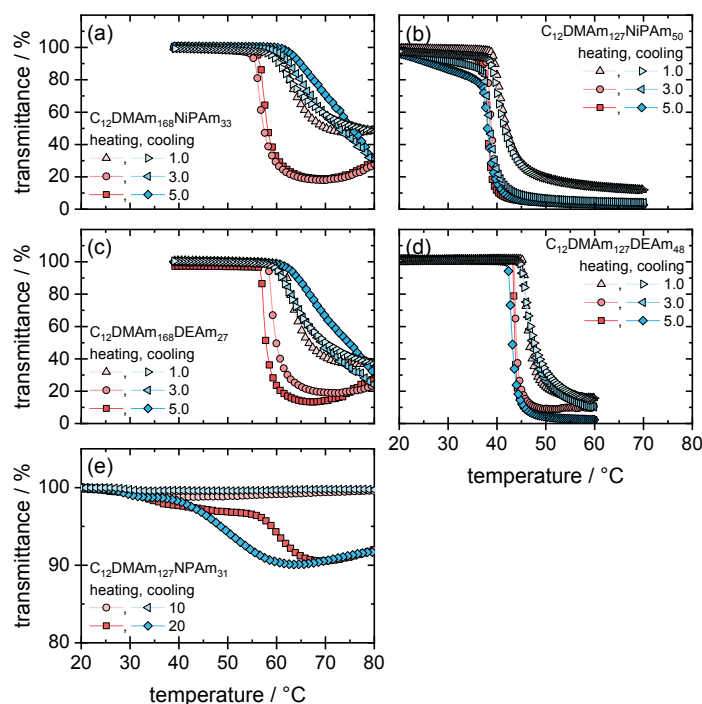 (a)
C12DMAm168NiPAm33
heating, cooling
, 1.0
, 3.0
, 5.0
transmittance / %
100
80
60
40
20
0
(b)
C12DMAm127NiPAm50
heating, cooling
, 1.0
, 3.0
, 5.0
(c)
C12DMAm168DEAm27
heating, cooling
, 1.0
, 3.0
, 5.0
transmittance / %
100
80
60
40
20
0
(d)
C12DMAm127DEAm48
heating, cooling
, 1.0
, 3.0
, 5.0
20 30 40 50 60 70 80
temperature / °C
(e)
C12DMAm127NPAm31
heating, cooling
, 10
, 20
transmittance / %
100
90
80
20 30 40 50 60 70 80
temperature / °C